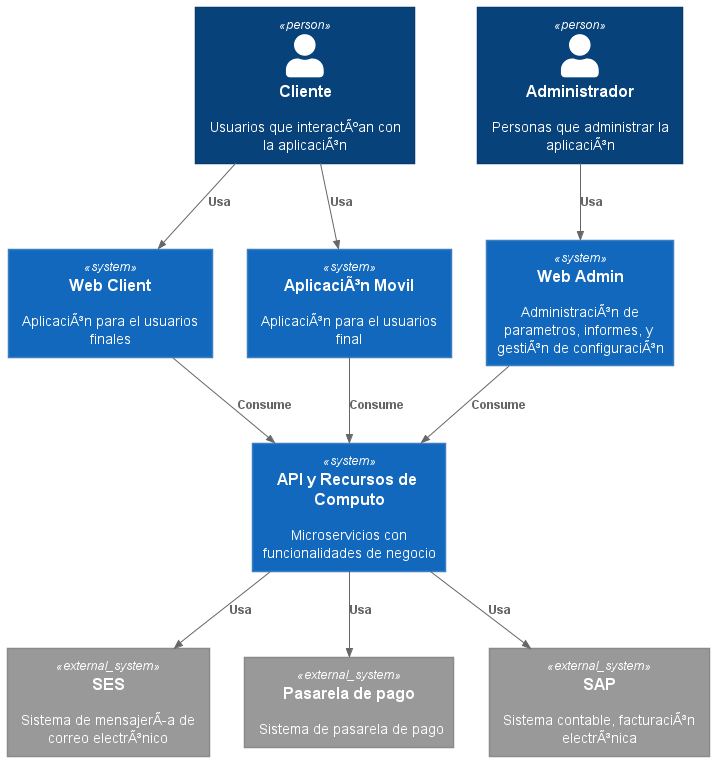 «person»
Cliente
Usuarios que interactÃºan con
la aplicaciÃ³n
«person»
Administrador
Personas que administrar la
aplicaciÃ³n
Usa
Usa
Usa
«system»
Web Client
AplicaciÃ³n para el usuarios
finales
«system»
AplicaciÃ³n Movil
AplicaciÃ³n para el usuarios
final
«system»
Web Admin
AdministraciÃ³n de
parametros, informes, y
gestiÃ³n de configuraciÃ³n
Consume
Consume
Consume
«system»
API y Recursos de
Computo
Microservicios con
funcionalidades de negocio
Usa
Usa
Usa
«external_system»
SES
Sistema de mensajerÃ-a de
correo electrÃ³nico
«external_system»
Pasarela de pago
Sistema de pasarela de pago
«external_system»
SAP
Sistema contable, facturaciÃ³n
electrÃ³nica